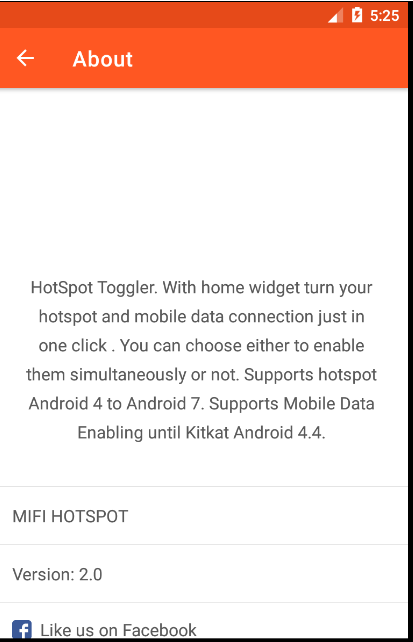 5:25
About
HotSpot Toggler. With home widget turn your
hotspot and mobile data connection just in
one click . You can choose either to enable
them simultaneously or not. Supports hotspot
Android 4 to Android 7. Supports Mobile Data
Enabling until Kitkat Android 4.4.
MIFI HOTSPOT
Version: 2.0
Like us on Facebook